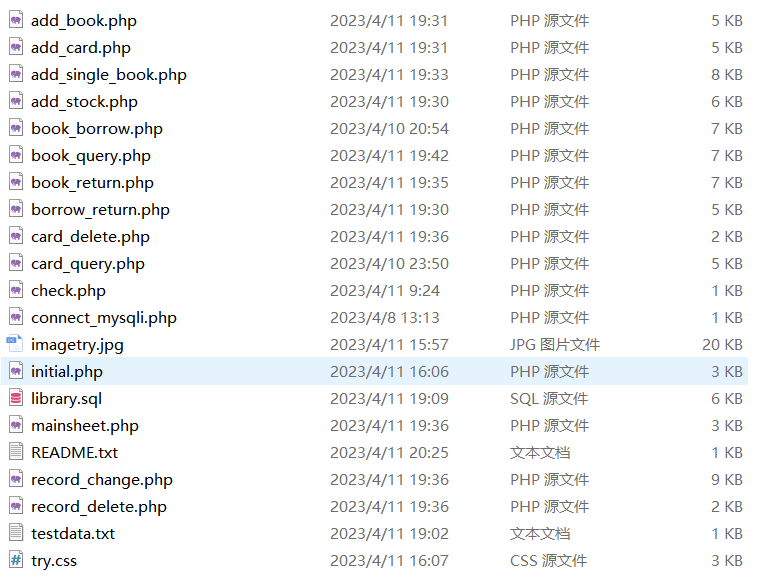 add_book.php 2023/4/11 19:31 PHP 源文件 5 KB
add_card.php 2023/4/11 19:31 PHP 源文件 5 KB
add_single_book.php 2023/4/11 19:33 PHP 源文件 8 KB
add_stock.php 2023/4/11 19:30 PHP 源文件 6 KB
book_borrow.php 2023/4/10 20:54 PHP 源文件 7 KB
book_query.php 2023/4/11 19:42 PHP 源文件 7 KB
book_return.php 2023/4/11 19:35 PHP 源文件 7 KB
borrow_return.php 2023/4/11 19:30 PHP 源文件 5 KB
card_delete.php 2023/4/11 19:36 PHP 源文件 2 KB
card_query.php 2023/4/10 23:50 PHP 源文件 5 KB
check.php 2023/4/11 9:24 PHP 源文件 1 KB
connect_mysqli.php 2023/4/8 13:13 PHP 源文件 1 KB
imagetry.jpg 2023/4/11 15:57 JPG 图片文件 20 KB
initial.php 2023/4/11 16:06 PHP 源文件 3 KB
library.sql 2023/4/11 19:09 SQL 源文件 6 KB
mainsheet.php 2023/4/11 19:36 PHP 源文件 3 KB
README.txt 2023/4/11 20:25 文本文档 1 KB
record_change.php 2023/4/11 19:36 PHP 源文件 9 KB
record_delete.php 2023/4/11 19:36 PHP 源文件 2 KB
testdata.txt 2023/4/11 19:02 文本文档 1 KB
try.css 2023/4/11 16:07 CSS 源文件 3 KB